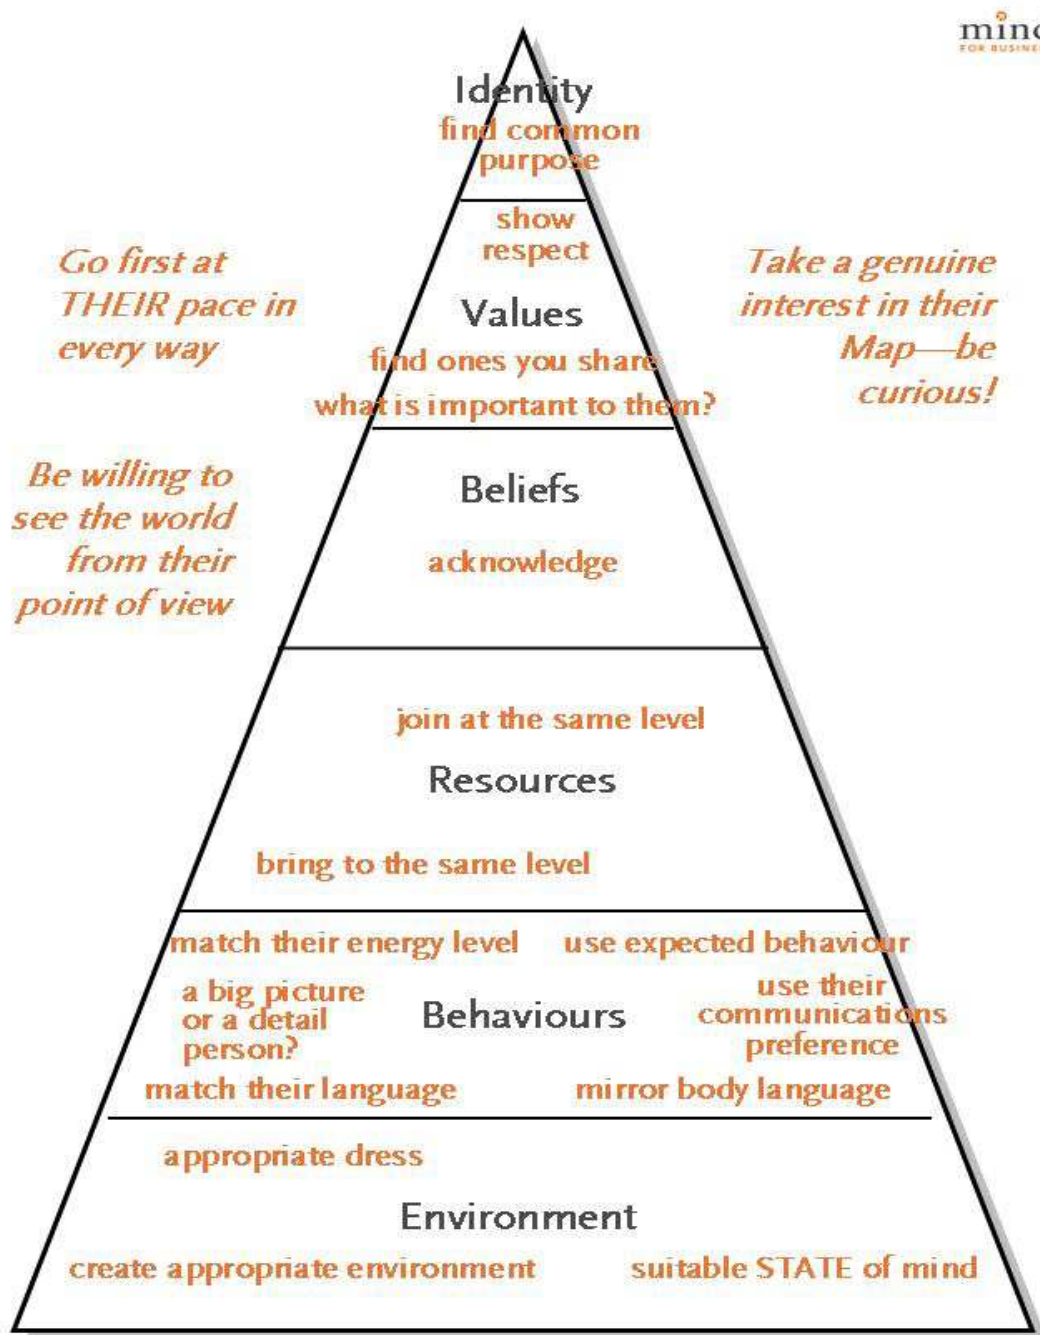 mind
FOR BUSINE
Identity
find common
purpose
show
respect
Go first at
THEIR pace in
every way
Take a genuine
interest in their
Map—be
curious!
Values
find ones you share
what is important to them?
Be willing to
see the world
from their
point of view
Beliefs
acknowledge
join at the same level
Resources
bring to the same level
match their energy level
use expected behaviour
a big picture
or a detail
person?
Behaviours
use their
communications
preference
match their language
mirror body language
appropriate dress
Environment
create appropriate environment
suitable STATE of mind